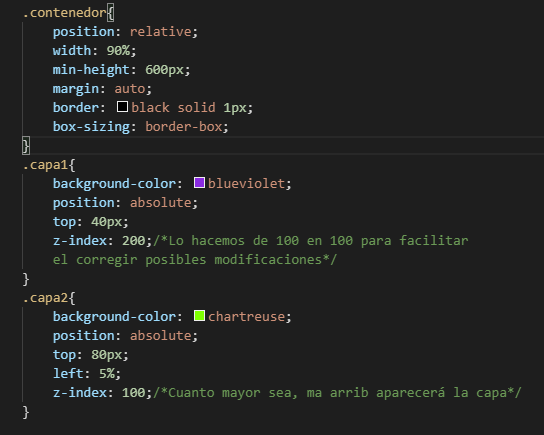 .contenedor{
position: relative;
width: 90%;
min-height: 600px;
margin: auto;
border: black solid 1px;
box-sizing: border-box;
}
.capa1{
background-color: blueviolet;
position: absolute;
top: 40px;
z-index: 200;/*Lo hacemos de 100 en 100 para facilitar
el corregir posibles modificaciones*/
}
.capa2{
background-color: chartreuse;
position: absolute;
top: 80px;
left: 5%;
z-index: 100;/*Cuanto mayor sea, ma arrib aparecerá la capa*/
}